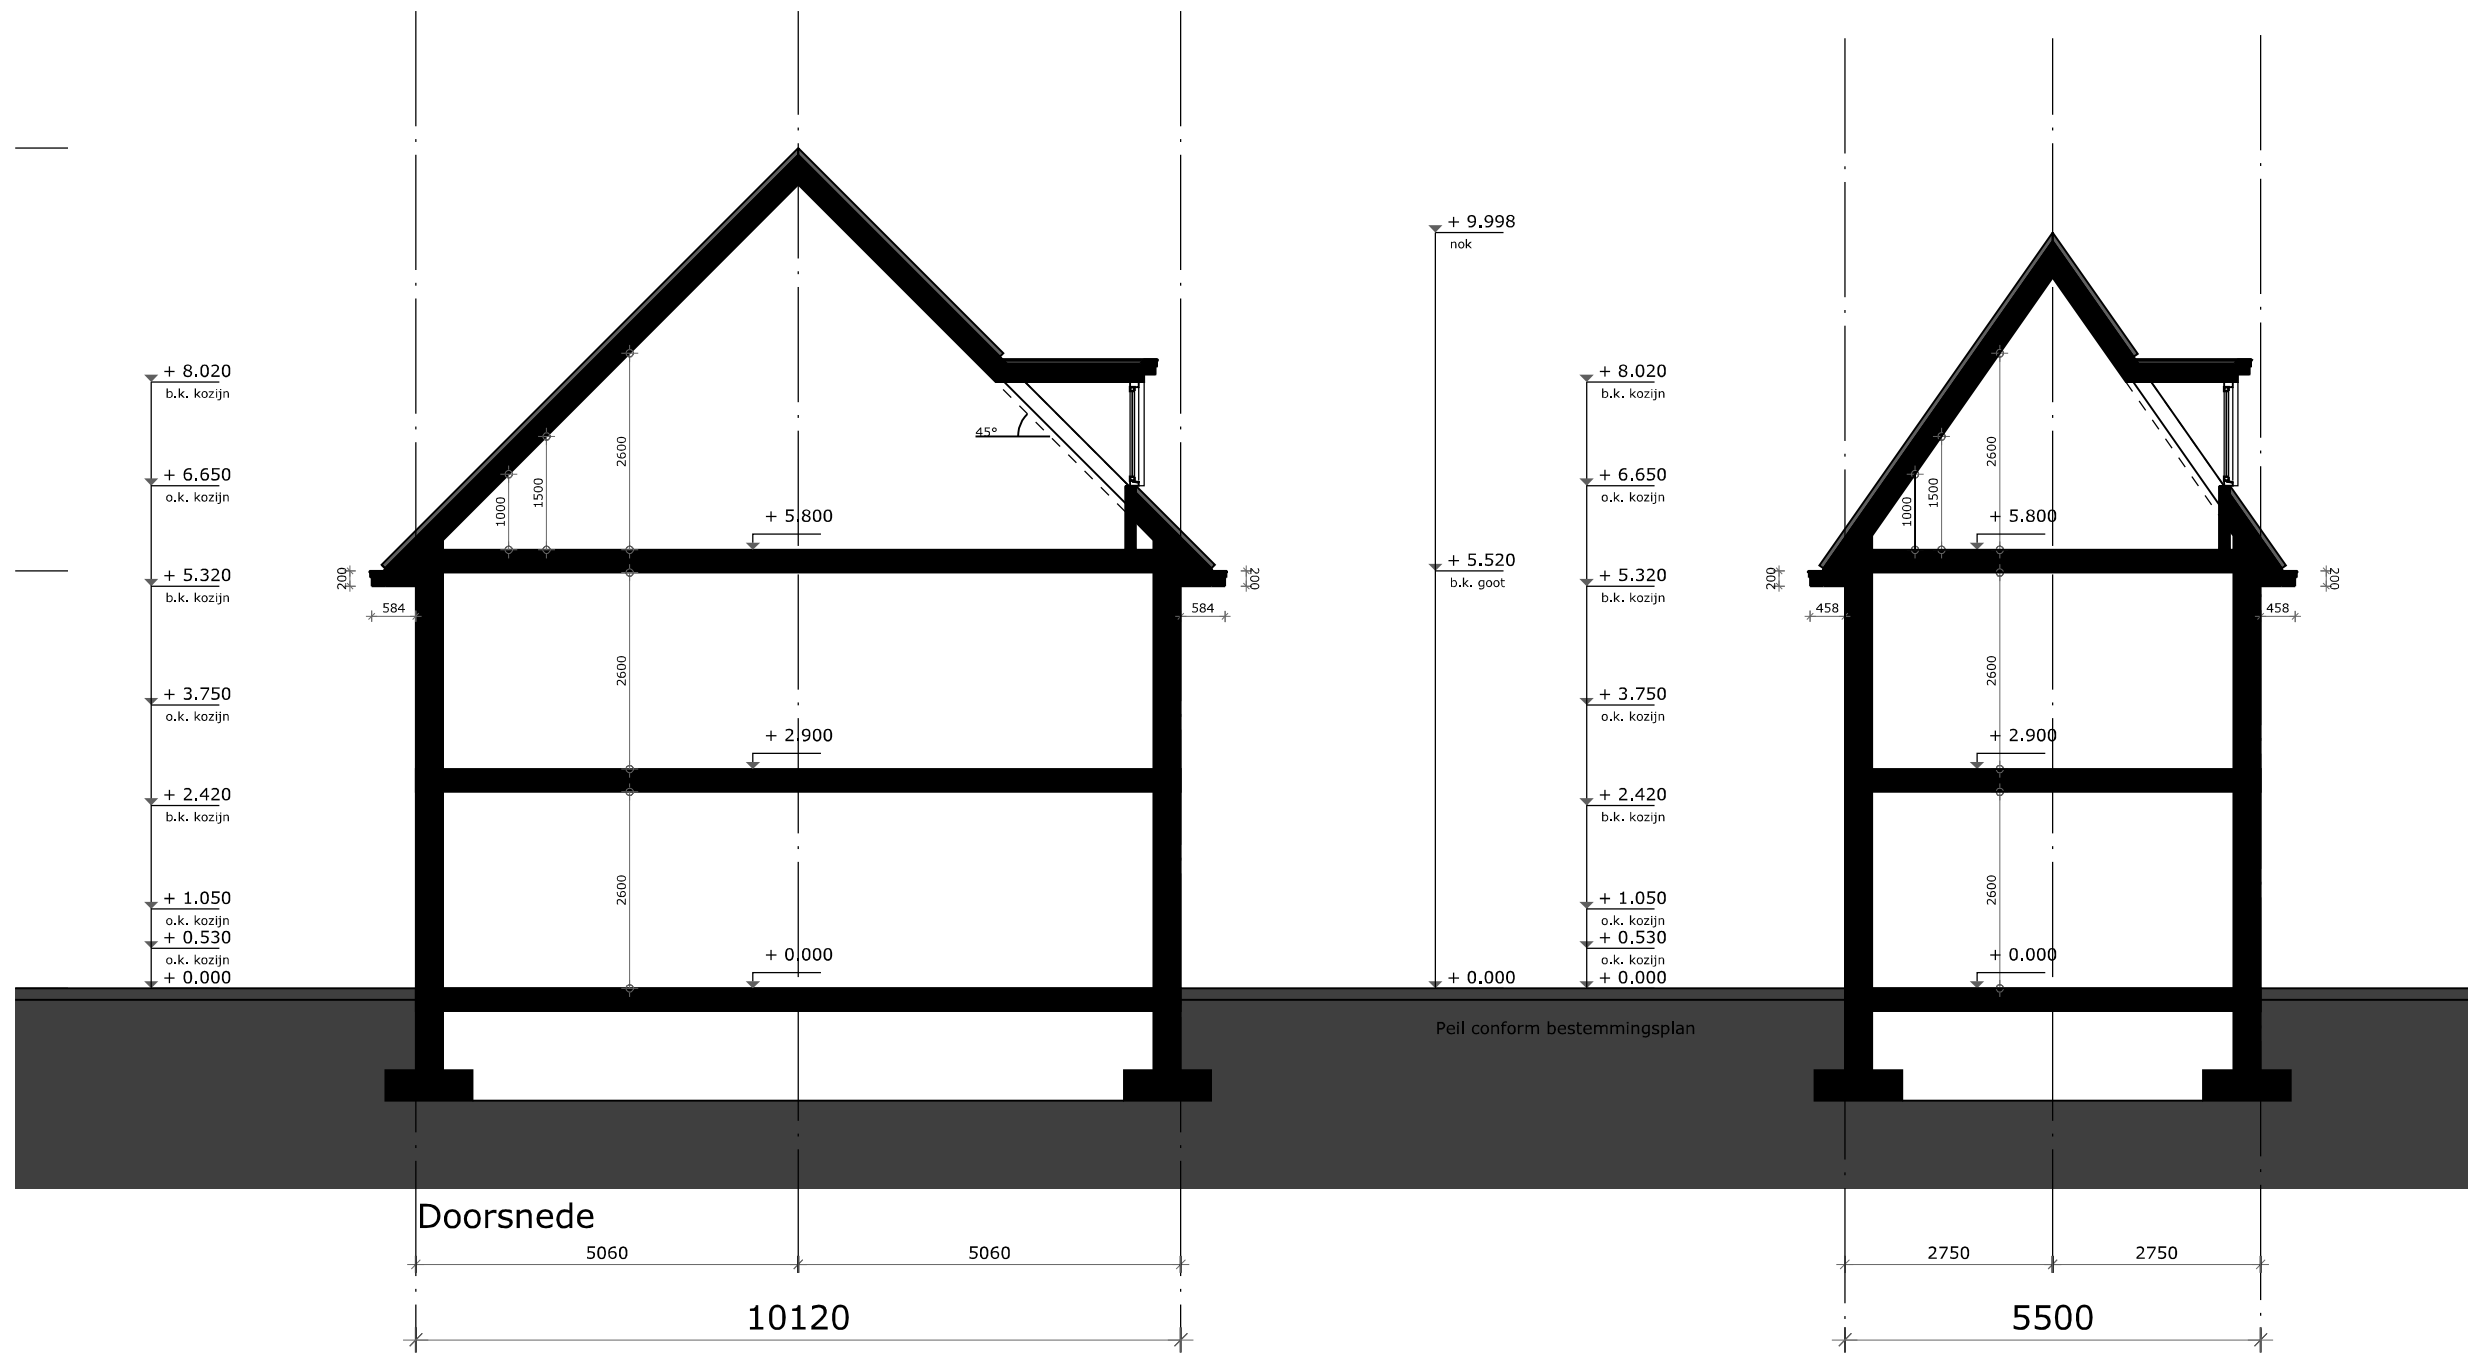 + 9.998
nok
+ 8.020
b.k. kozijn
+ 6.650
o.k. kozijn
+ 5.320
b.k. kozijn
+ 3.750
o.k. kozijn
+ 2.420
b.k. kozijn
+ 1.050
o.k. kozijn
+ 0.530
o.k. kozijn
+ 0.000
200
584
1000
1500
2600
2600
2600
45°
+ 5.800
+ 2.900
+ 0.000
200
584
+ 5.520
b.k. goot
+ 0.000
Peil conform bestemmingsplan
+ 8.020
b.k. kozijn
+ 6.650
o.k. kozijn
+ 5.320
b.k. kozijn
+ 3.750
o.k. kozijn
+ 2.420
b.k. kozijn
+ 1.050
o.k. kozijn
+ 0.530
o.k. kozijn
+ 0.000
200
458
1000
1500
2600
2600
2600
+ 5.800
+ 2.900
+ 0.000
200
458
Doorsnede
5060
5060
10120
2750
2750
5500